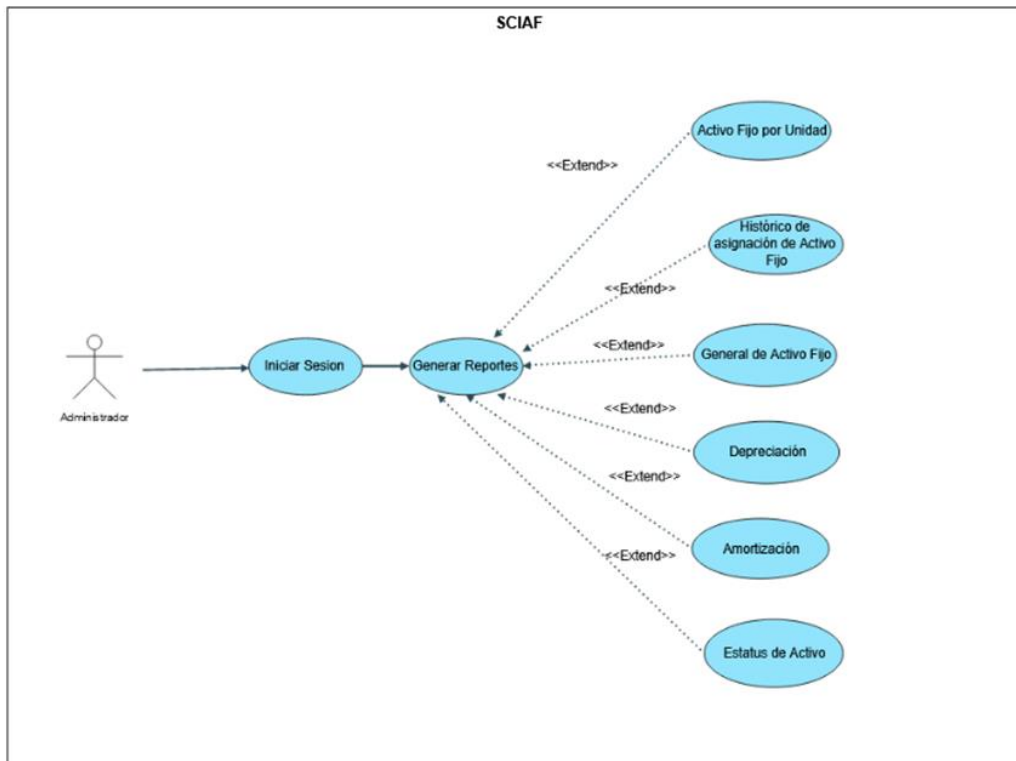 SCIAF
Activo Fijo por Unidad
<<Extend>>
Histórico de
asignación de Activo
Fijo
<<Extend>>
General de Activo Fijo
<<Extend>>
Iniciar Sesion
Generar Reportes
Administrador
<<Extend>>
Depreciación
<<Extend>>
Amortización
<<Extend>>
Estatus de Activo